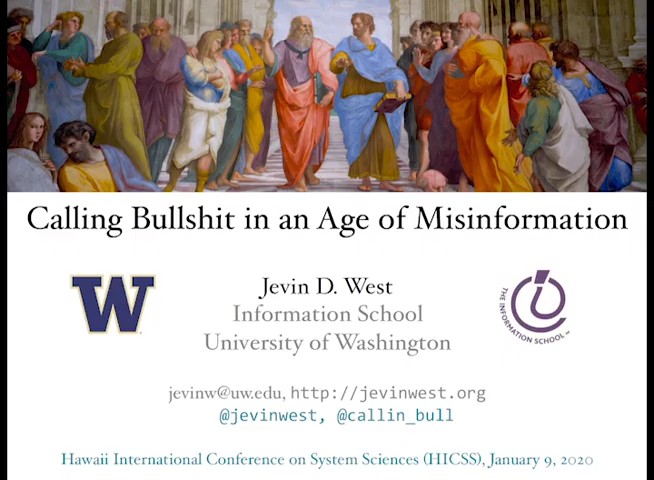 Calling Bullshit in an Age of Misinformation
W
Jevin D. West
Information School
University of Washington
THE INFORMATION SCHOOL
jevinw@uw.edu, http://jevinwest.org
@jevinwest, @callin_bull
Hawaii International Conference on System Sciences (HICSS), January 9, 2020